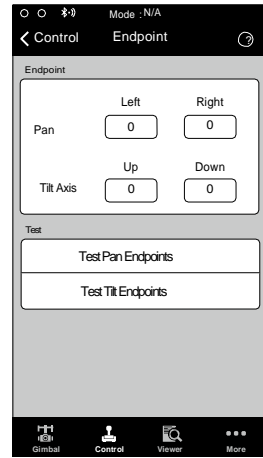 Mode : N/A
Control Endpoint ?
Endpoint
Left Right
Pan 0 0
Up Down
Tilt Axis 0 0
Test
Test Pan Endpoints
Test Tilt Endpoints
Gimbal Control Viewer More